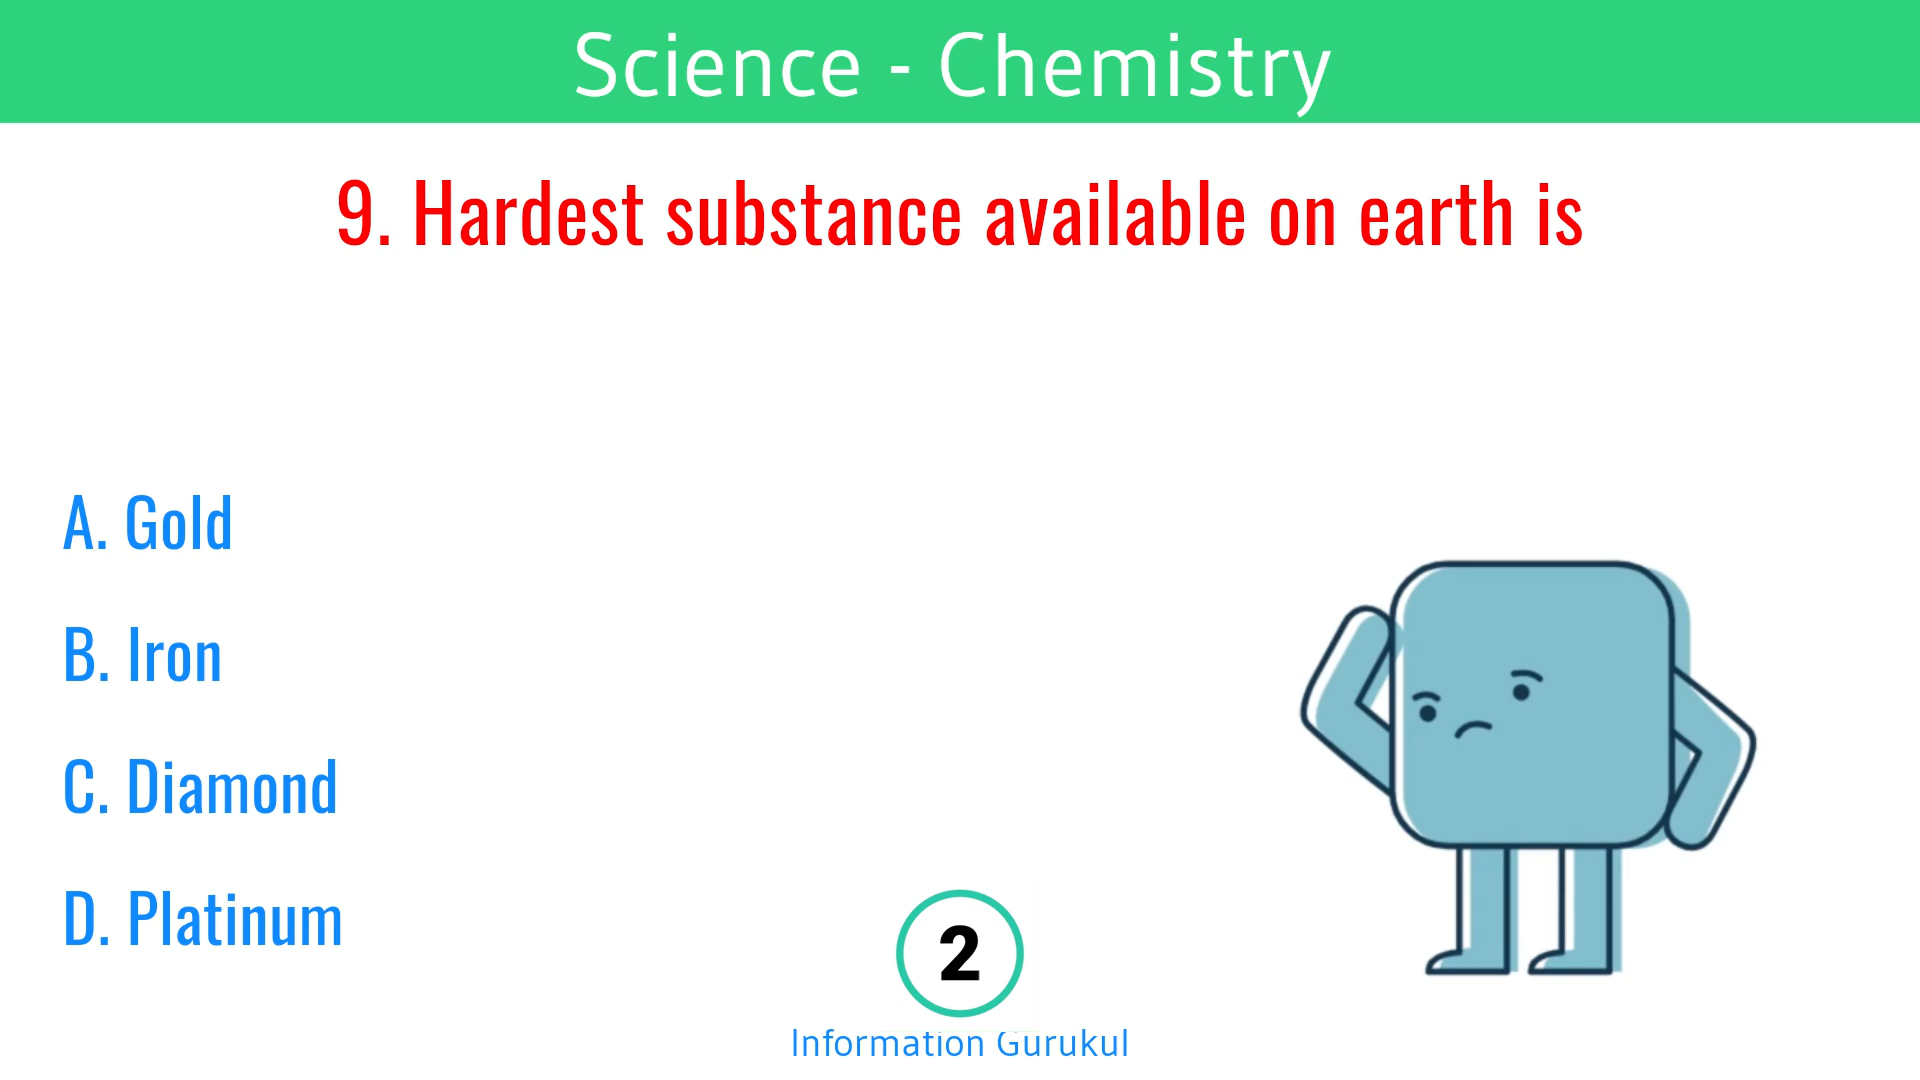 Science - Chemistry
9. Hardest substance available on earth is
A. Gold
B. Iron
C. Diamond
D. Platinum
2
Information Gurukul